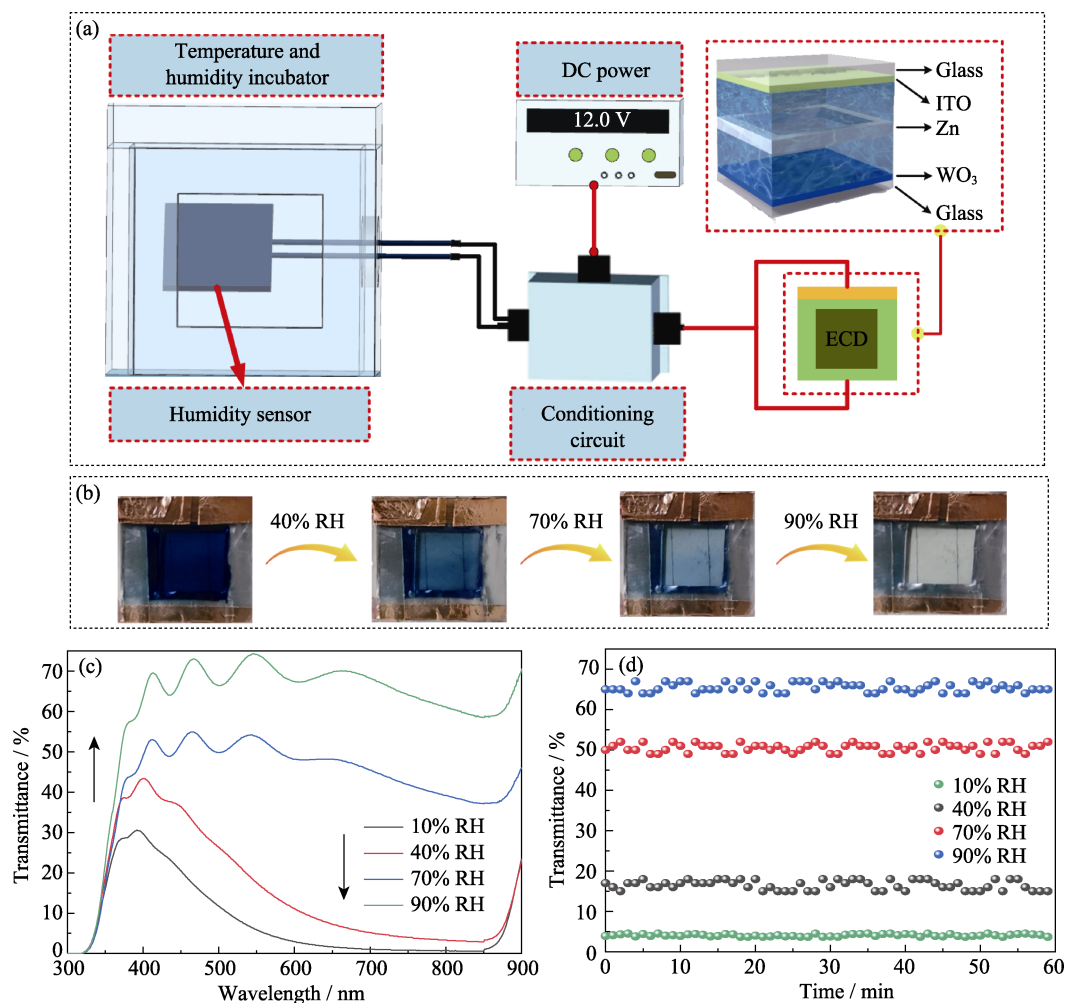 (a)
Temperature and
humidity incubator
DC power
12.0 V
Glass
ITO
Zn
WO₃
Glass
ECD
Humidity sensor
Conditioning
circuit
(b)
40% RH
70% RH
90% RH
(c)
70
60
50
40
30
20
10
0
Transmittance / %
10% RH
40% RH
70% RH
90% RH
300
400
500
600
700
800
900
Wavelength / nm
(d)
70
60
50
40
30
20
10
0
Transmittance / %
10% RH
40% RH
70% RH
90% RH
0
10
20
30
40
50
60
Time / min